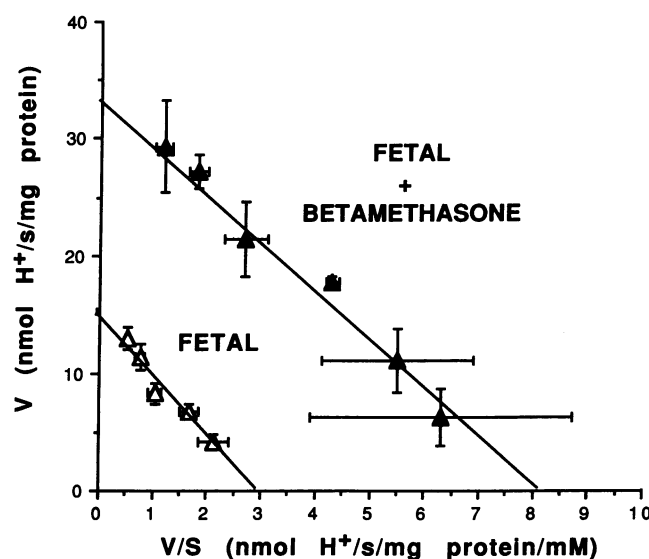 40
30
20
10
0
V (nmol H+/s/mg protein)
FETAL
+
BETAMETHASONE
FETAL
0 1 2 3 4 5 6 7 8 9 10
V/S (nmol H+/s/mg protein/mM)